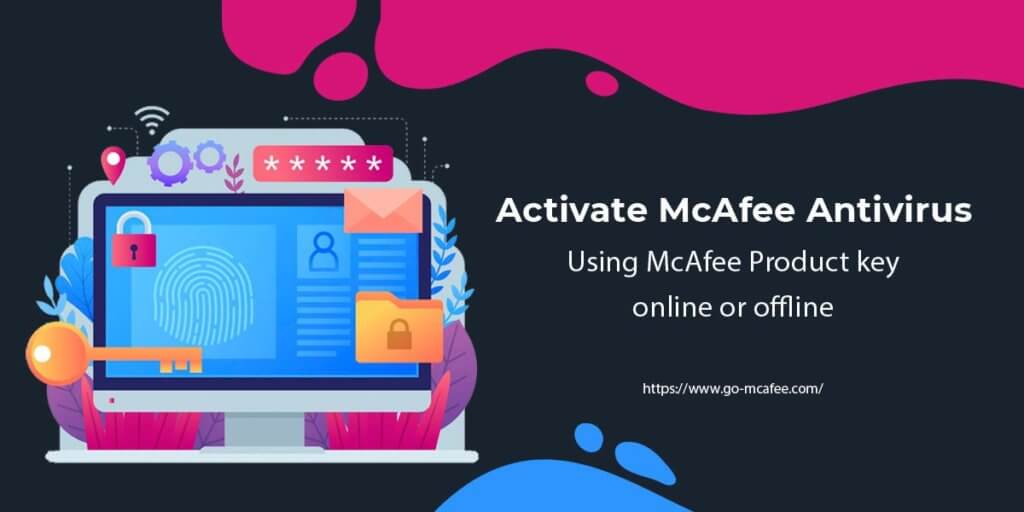 *****
Activate McAfee Antivirus
Using McAfee Product key
online or offline
https://www.go-mcafee.com/